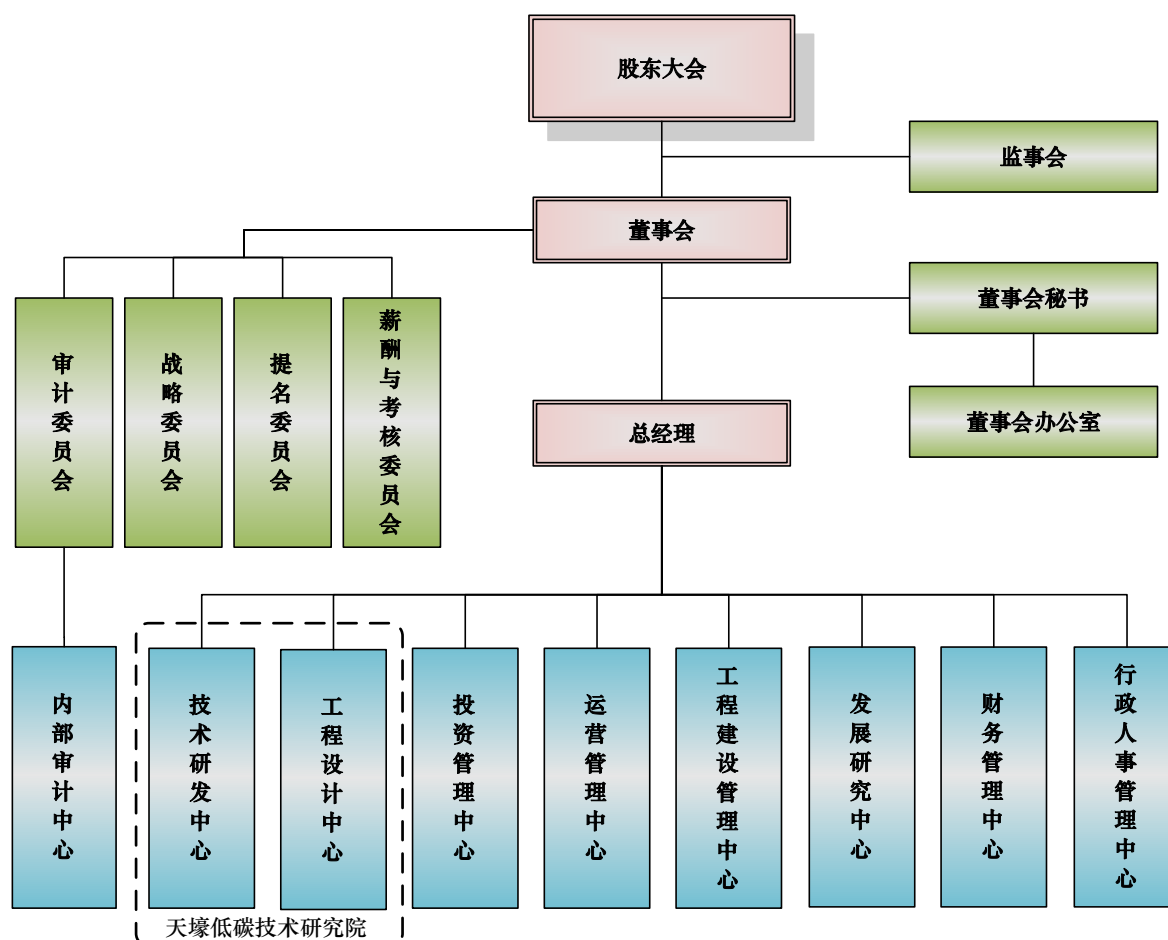 股东大会
监事会
董事会
董事会秘书
审计委员会
战略委员会
提名委员会
薪酬与考核委员会
董事会办公室
总经理
内部审计中心
技术研发中心
工程设计中心
投资管理中心
运营管理中心
工程建设管理中心
发展研究中心
财务管理中心
行政人事管理中心
天壕低碳技术研究院